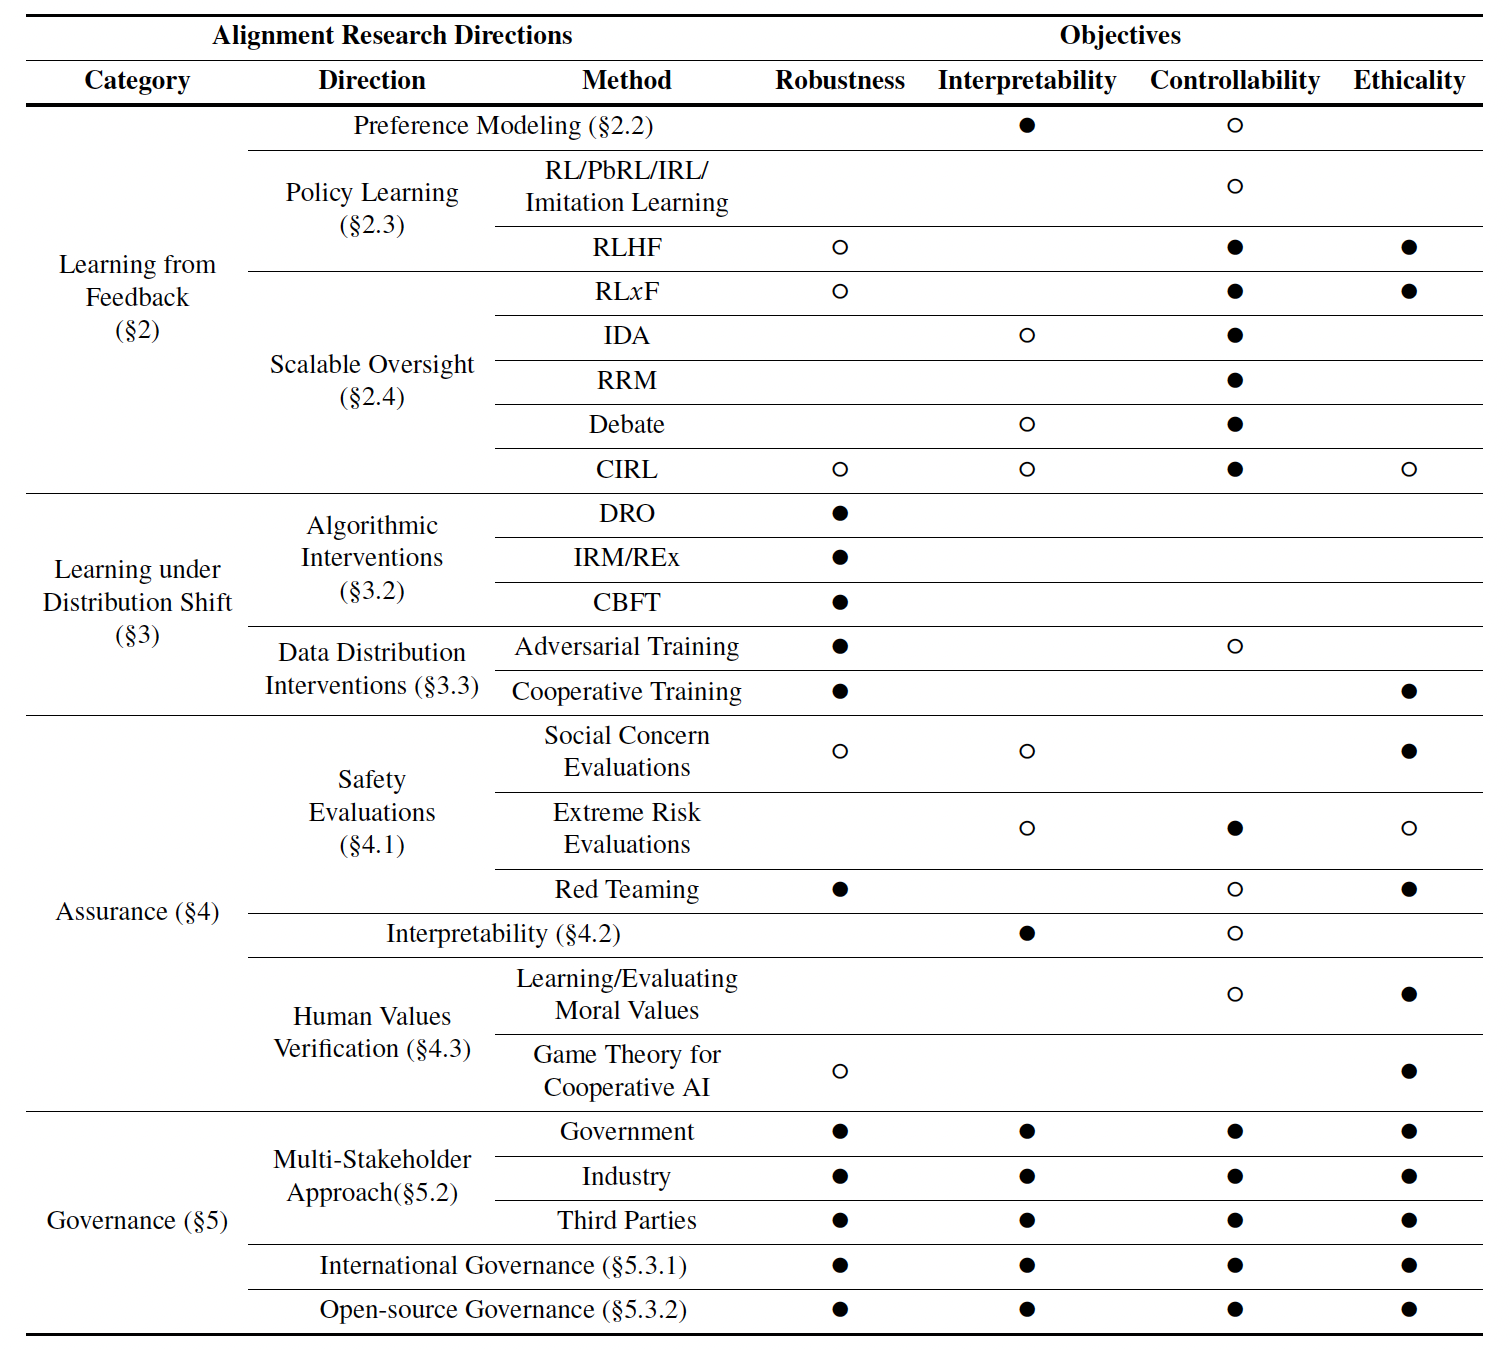 Alignment Research Directions Objectives
Category Direction Method Robustness Interpretability Controllability Ethicality
Learning from
Feedback
(§2)
Preference Modeling (§2.2) ● ○
Policy Learning
(§2.3)
RL/PbRL/IRL/
Imitation Learning ○
RLHF ○ ● ●
Scalable Oversight
(§2.4)
RLxF ○ ● ●
IDA ○ ●
RRM ●
Debate ○ ●
CIRL ○ ○ ● ○
Learning under
Distribution Shift
(§3)
Algorithmic
Interventions
(§3.2)
DRO ●
IRM/REx ●
CBFT ●
Data Distribution
Interventions (§3.3)
Adversarial Training ● ○
Cooperative Training ● ●
Assurance (§4)
Safety
Evaluations
(§4.1)
Social Concern
Evaluations ○ ○ ●
Extreme Risk
Evaluations ○ ● ○
Red Teaming ● ○ ●
Interpretability (§4.2) ● ○
Human Values
Verification (§4.3)
Learning/Evaluating
Moral Values ○ ●
Game Theory for
Cooperative AI ○ ●
Governance (§5)
Multi-Stakeholder
Approach(§5.2)
Government ● ● ● ●
Industry ● ● ● ●
Third Parties ● ● ● ●
International Governance (§5.3.1) ● ● ● ●
Open-source Governance (§5.3.2) ● ● ● ●